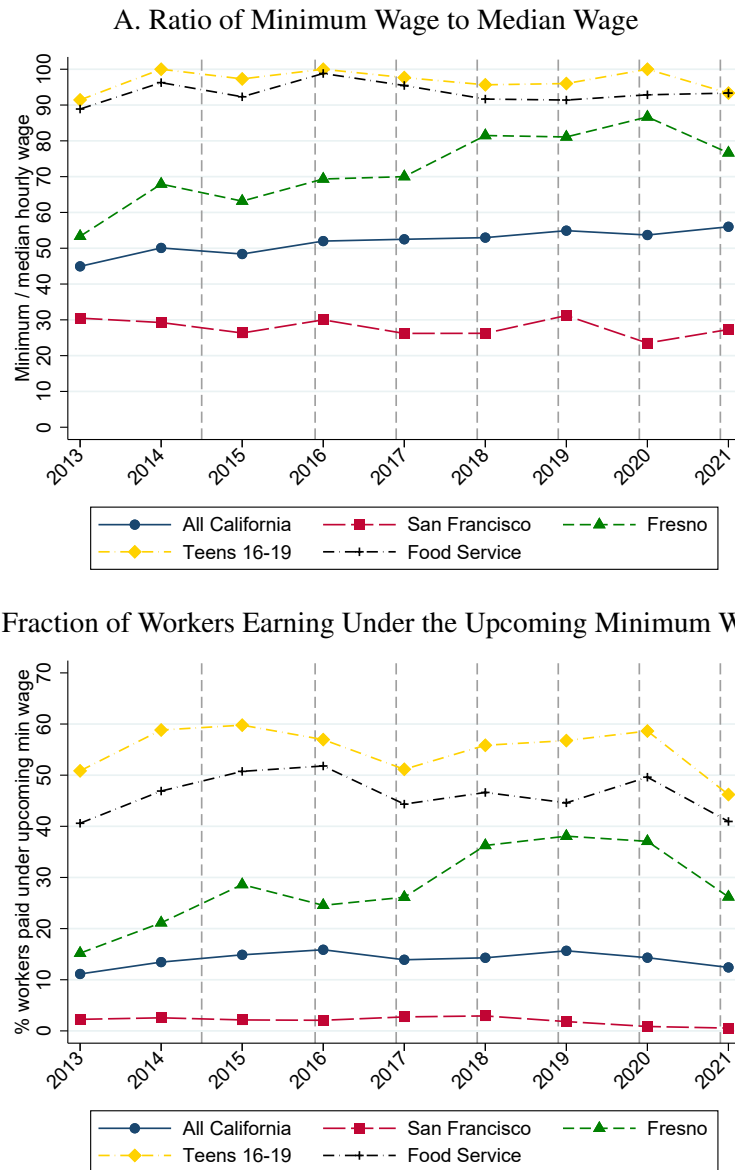 A. Ratio of Minimum Wage to Median Wage
Minimum / median hourly wage
100
90
80
70
60
50
40
30
20
10
0
2013 2014 2015 2016 2017 2018 2019 2020 2021
All California San Francisco Fresno
Teens 16-19 Food Service
Fraction of Workers Earning Under the Upcoming Minimum W
% workers paid under upcoming min wage
70
60
50
40
30
20
10
0
2013 2014 2015 2016 2017 2018 2019 2020 2021
All California San Francisco Fresno
Teens 16-19 Food Service